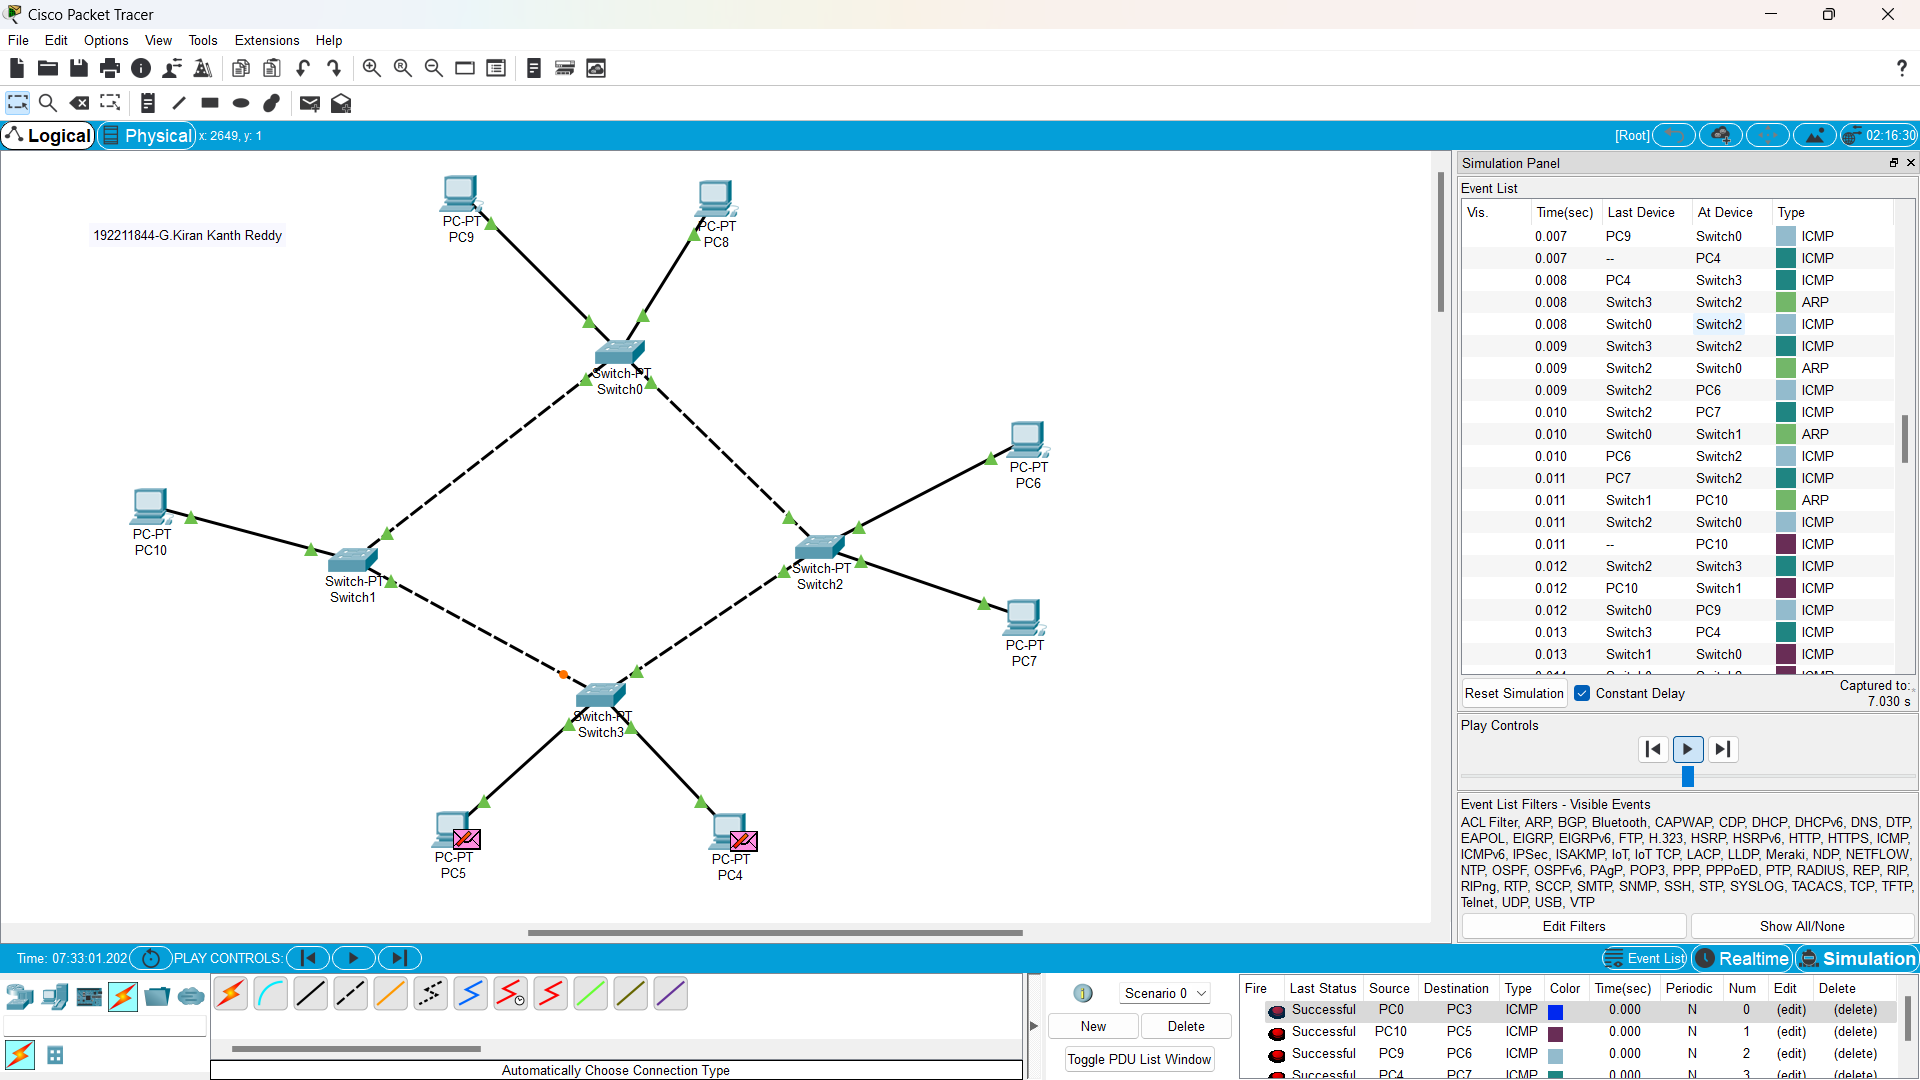 Cisco Packet Tracer
File Edit Options View Tools Extensions Help
Logical Physical x: 2649, y: 1 [Root] 02:16:30
192211844-G.Kiran Kanth Reddy
PC-PT
PC9
PC-PT
PC8
Switch-PT
Switch0
PC-PT
PC6
PC-PT
PC10
Switch-PT
Switch1
Switch-PT
Switch2
PC-PT
PC7
Switch-PT
Switch3
PC-PT
PC5
PC-PT
PC4
Simulation Panel
Event List
Vis. Time(sec) Last Device At Device Type
0.007 PC9 Switch0 ICMP
0.007 -- PC4 ICMP
0.008 PC4 Switch3 ICMP
0.008 Switch3 Switch2 ARP
0.008 Switch0 Switch2 ICMP
0.009 Switch3 Switch2 ICMP
0.009 Switch2 Switch0 ARP
0.009 Switch2 PC6 ICMP
0.010 Switch2 PC7 ICMP
0.010 Switch0 Switch1 ARP
0.010 PC6 Switch2 ICMP
0.011 PC7 Switch2 ICMP
0.011 Switch1 PC10 ARP
0.011 Switch2 Switch0 ICMP
0.011 -- PC10 ICMP
0.012 Switch2 Switch3 ICMP
0.012 PC10 Switch1 ICMP
0.012 Switch0 PC9 ICMP
0.013 Switch3 PC4 ICMP
0.013 Switch1 Switch0 ICMP
Reset Simulation Constant Delay Captured to:
7.030 s
Play Controls
Event List Filters - Visible Events
ACL Filter, ARP, BGP, Bluetooth, CAPWAP, CDP, DHCP, DHCPv6, DNS, DTP,
EAPOL, EIGRP, EIGRPv6, FTP, H.323, HSRP, HSRPv6, HTTP, HTTPS, ICMP,
ICMPv6, IPSec, ISAKMP, IoT, IoT TCP, LACP, LLDP, Meraki, NDP, NETFLOW,
NTP, OSPF, OSPFv6, PAgP, POP3, PPP, PPPoED, PTP, RADIUS, REP, RIP,
RIPng, RTP, SCCP, SMTP, SNMP, SSH, STP, SYSLOG, TACACS, TCP, TFTP,
Telnet, UDP, USB, VTP
Edit Filters Show All/None
Time: 07:33:01.202 PLAY CONTROLS: Event List Realtime Simulation
Automatically Choose Connection Type
Scenario 0
New Delete
Toggle PDU List Window
Fire Last Status Source Destination Type Color Time(sec) Periodic Num Edit Delete
Successful PC0 PC3 ICMP 0.000 N 0 (edit) (delete)
Successful PC10 PC5 ICMP 0.000 N 1 (edit) (delete)
Successful PC9 PC6 ICMP 0.000 N 2 (edit) (delete)
Successful PC4 PC7 ICMP 0.000 N 3 (edit) (delete)